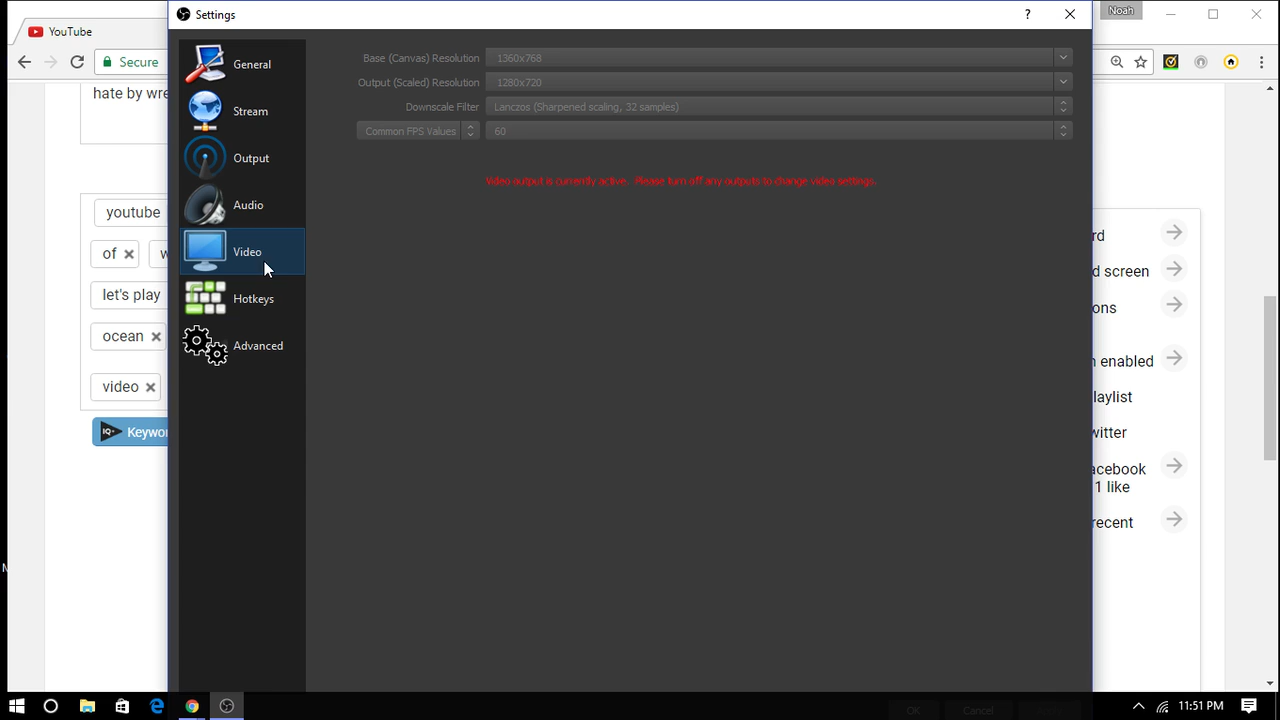 Settings
?
Noah
YouTube
Secure
hate by wre
youtube
of
w
let's play
ocean
video
IQ+ Keywor
General
Stream
Output
Audio
Video
Hotkeys
Advanced
Base (Canvas) Resolution 1360x768
Output (Scaled) Resolution 1280x720
Downscale Filter Lanczos (Sharpened scaling, 32 samples)
Common FPS Values 60
Video output is currently active. Please turn off any outputs to change video settings.
rd
d screen
ons
n enabled
laylist
witter
acebook
1 like
recent
OK Cancel
N
11:51 PM